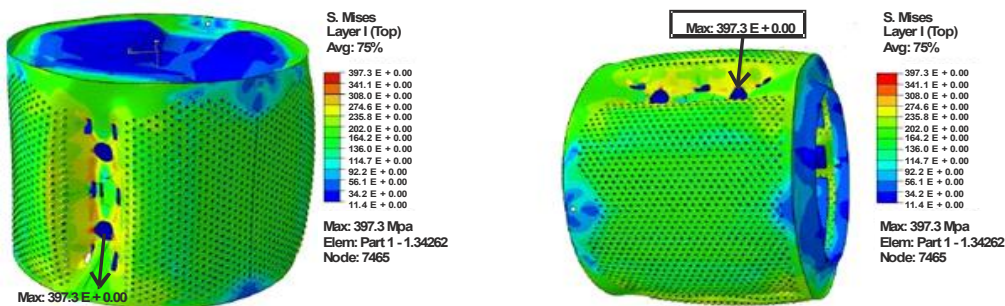 S. Mises
Layer I (Top)
Avg: 75%
397.3 E + 0.00
341.1 E + 0.00
308.0 E + 0.00
274.6 E + 0.00
235.8 E + 0.00
202.0 E + 0.00
164.2 E + 0.00
136.0 E + 0.00
114.7 E + 0.00
92.2 E + 0.00
56.1 E + 0.00
34.2 E + 0.00
11.4 E + 0.00
Max: 397.3 Mpa
Elem: Part 1 - 1.34262
Node: 7465
Max: 397.3 E + 0.00
Max: 397.3 E + 0.00
S. Mises
Layer I (Top)
Avg: 75%
397.3 E + 0.00
341.1 E + 0.00
308.0 E + 0.00
274.6 E + 0.00
235.8 E + 0.00
202.0 E + 0.00
164.2 E + 0.00
136.0 E + 0.00
114.7 E + 0.00
92.2 E + 0.00
56.1 E + 0.00
34.2 E + 0.00
11.4 E + 0.00
Max: 397.3 Mpa
Elem: Part 1 - 1.34262
Node: 7465